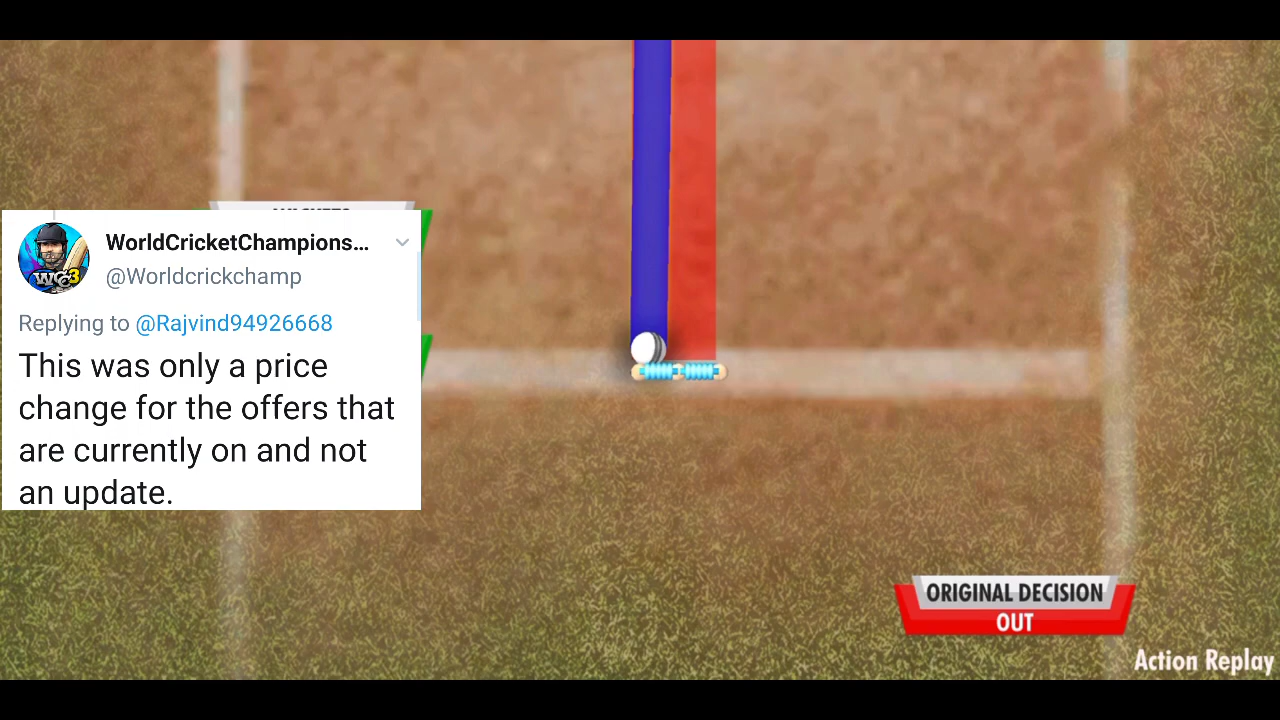 WorldCricketChampions...
@Worldcrickchamp
WCC3
Replying to @Rajvind94926668
This was only a price
change for the offers that
are currently on and not
an update.
ORIGINAL DECISION
OUT
Action Replay